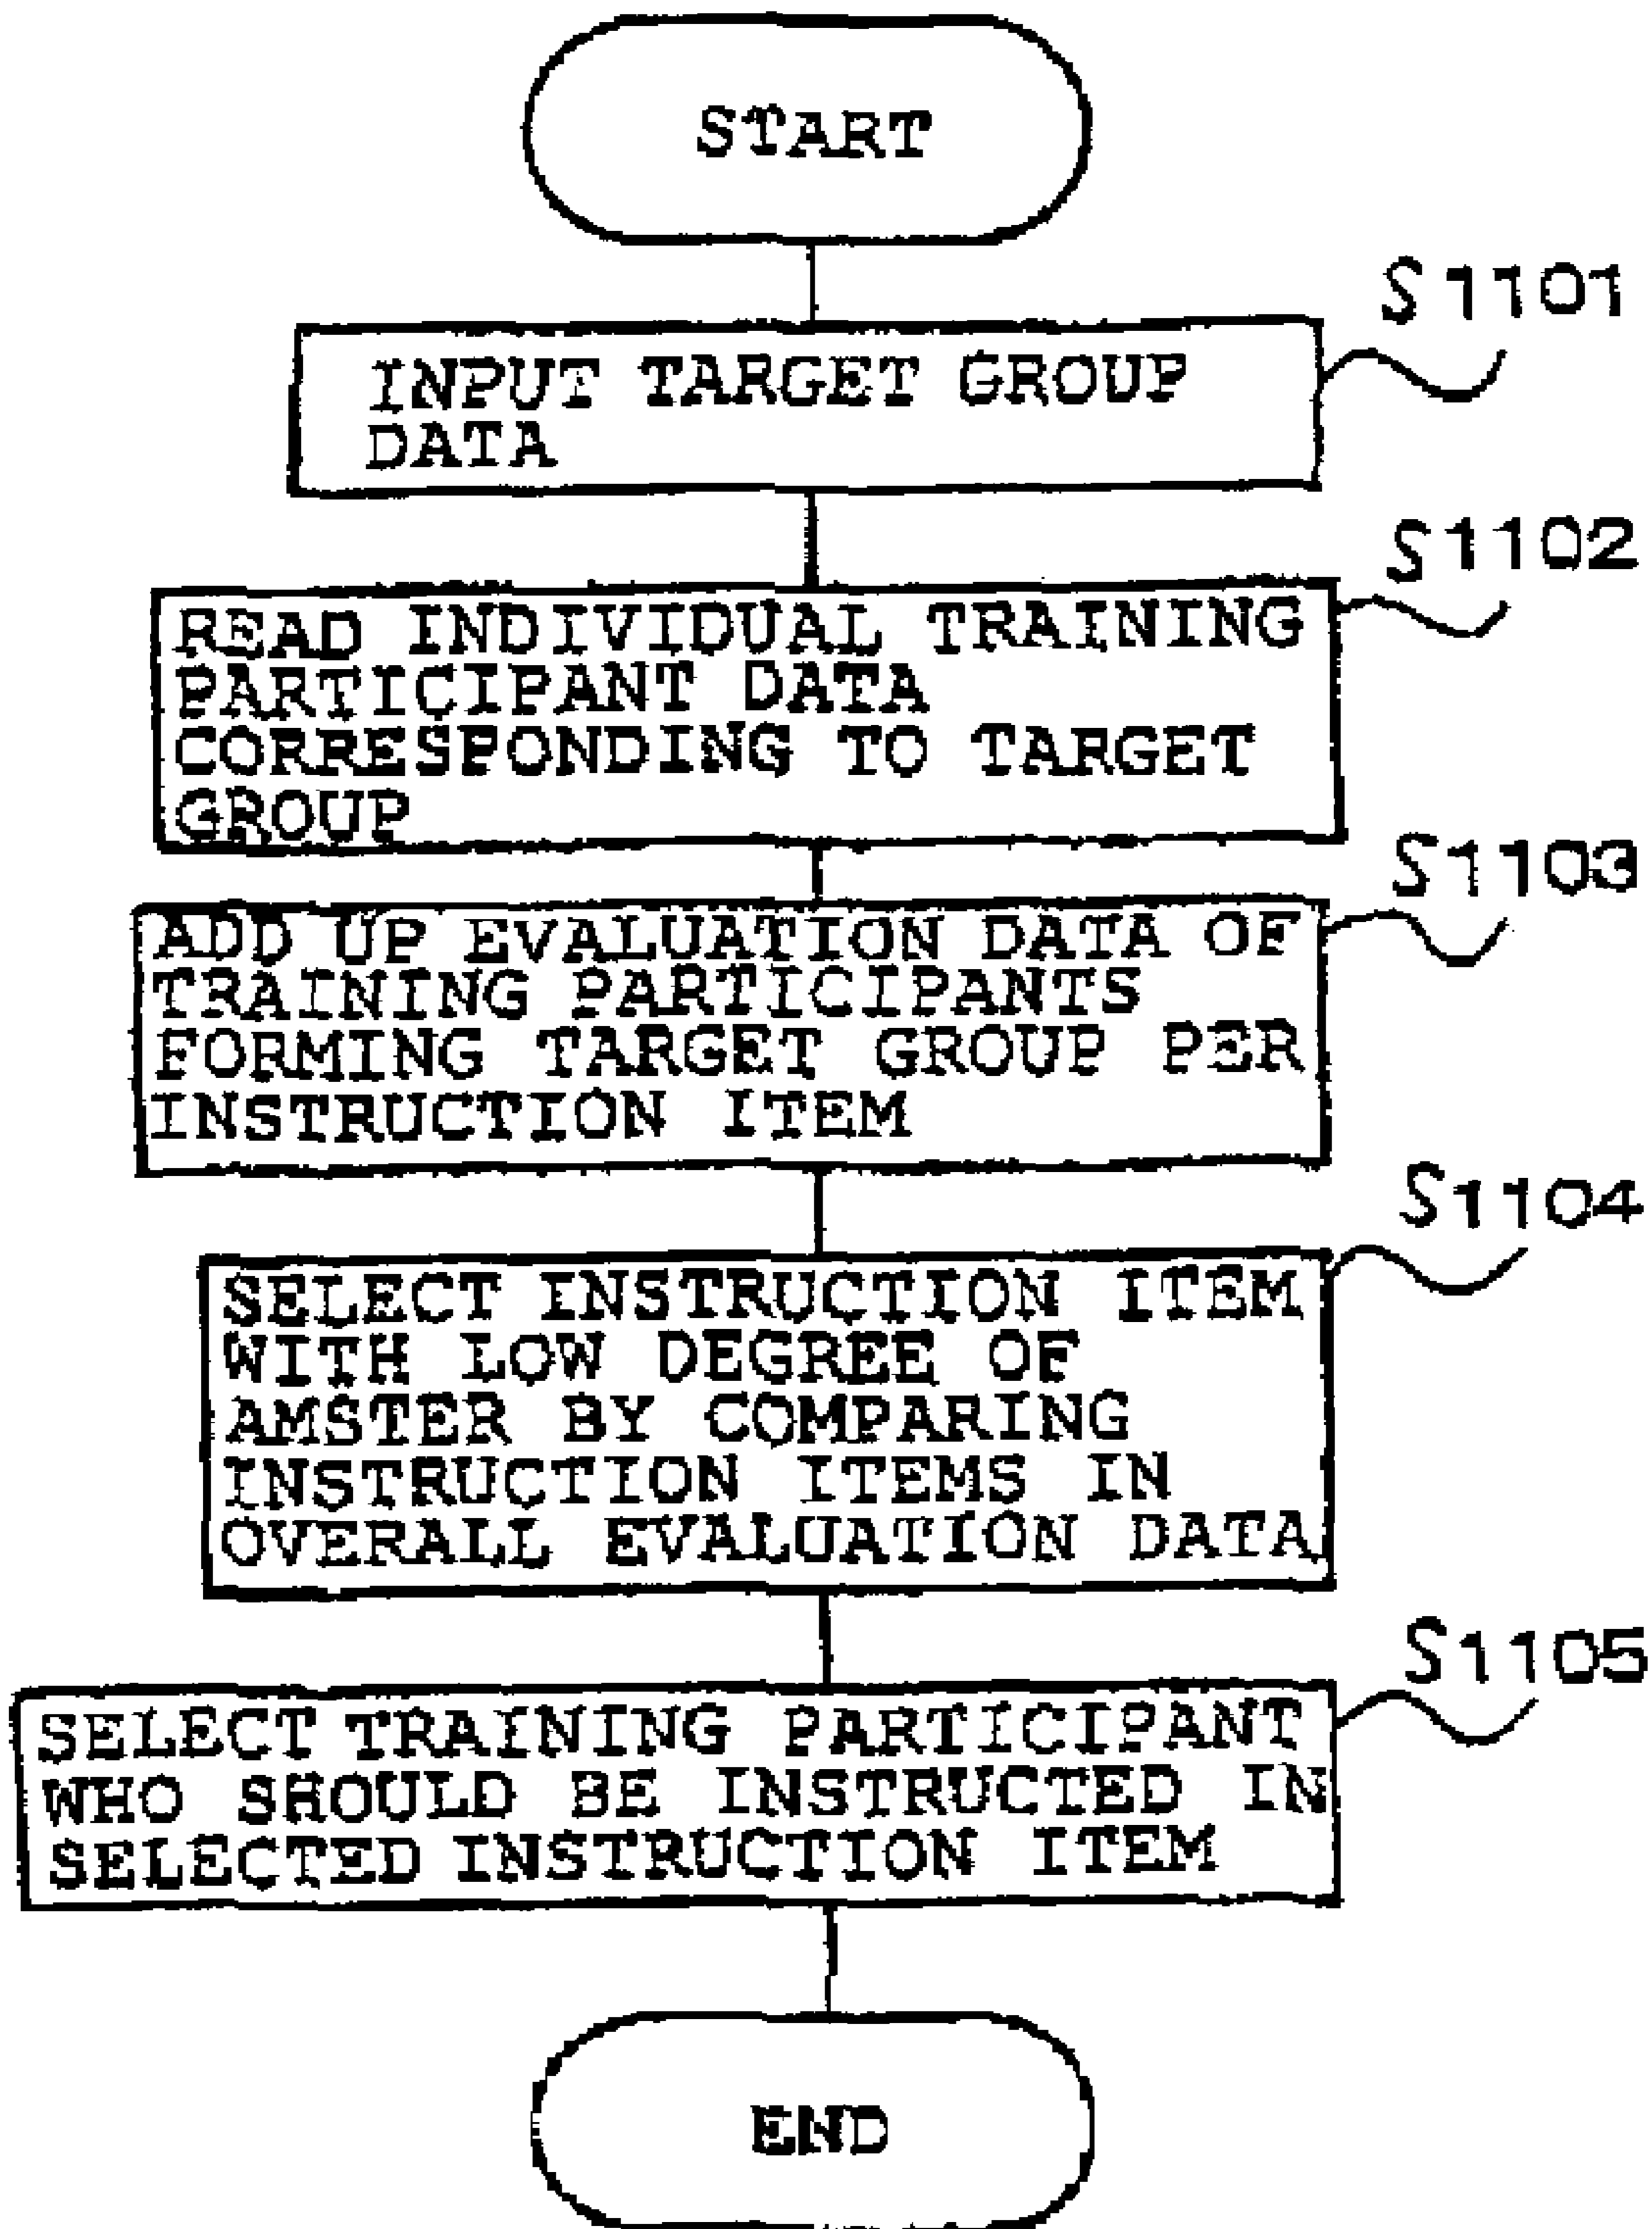 START
S1101
INPUT TARGET GROUP
DATA
S1102
READ INDIVIDUAL TRAINING
PARTICIPANT DATA
CORRESPONDING TO TARGET
GROUP
S1103
ADD UP EVALUATION DATA OF
TRAINING PARTICIPANTS
FORMING TARGET GROUP PER
INSTRUCTION ITEM
S1104
SELECT INSTRUCTION ITEM
WITH LOW DEGREE OF
AMSTER BY COMPARING
INSTRUCTION ITEMS IN
OVERALL EVALUATION DATA
S1105
SELECT TRAINING PARTICIPANT
WHO SHOULD BE INSTRUCTED IN
SELECTED INSTRUCTION ITEM
END